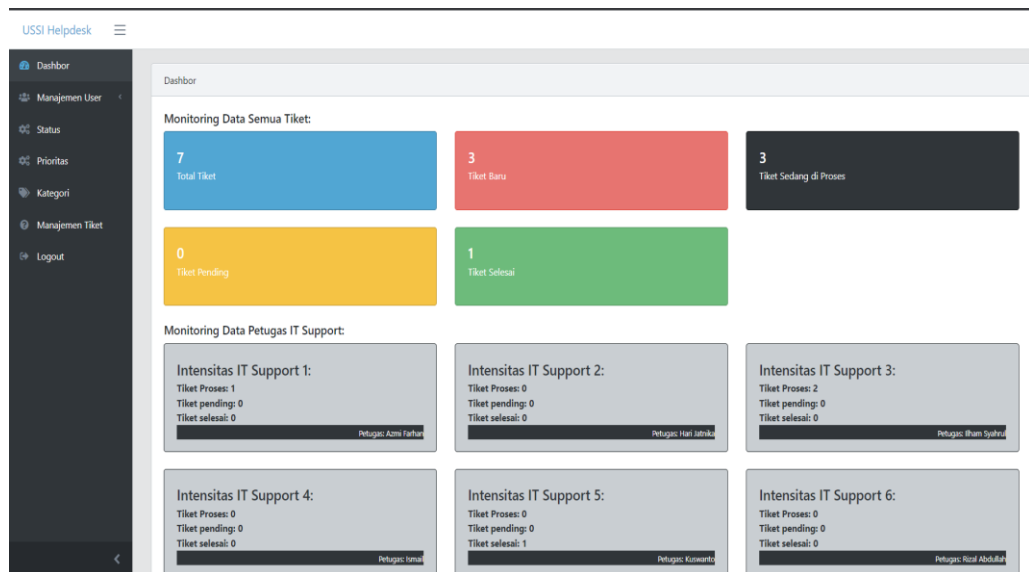 USSI Helpdesk
Dashbor
Manajemen User
Status
Prioritas
Kategori
Manajemen Tiket
Logout
Dashbor
Monitoring Data Semua Tiket:
7
Total Tiket
3
Tiket Baru
3
Tiket Sedang di Proses
0
Tiket Pending
1
Tiket Selesai
Monitoring Data Petugas IT Support:
Intensitas IT Support 1:
Tiket Proses: 1
Tiket pending: 0
Tiket selesai: 0
Petugas: Azmi Farhan
Intensitas IT Support 2:
Tiket Proses: 0
Tiket pending: 0
Tiket selesai: 0
Petugas: Hari Jatnika
Intensitas IT Support 3:
Tiket Proses: 2
Tiket pending: 0
Tiket selesai: 0
Petugas: Ilham Syahrul
Intensitas IT Support 4:
Tiket Proses: 0
Tiket pending: 0
Tiket selesai: 0
Petugas: Ismail
Intensitas IT Support 5:
Tiket Proses: 0
Tiket pending: 0
Tiket selesai: 1
Petugas: Kuswanto
Intensitas IT Support 6:
Tiket Proses: 0
Tiket pending: 0
Tiket selesai: 0
Petugas: Rizal Abdullah